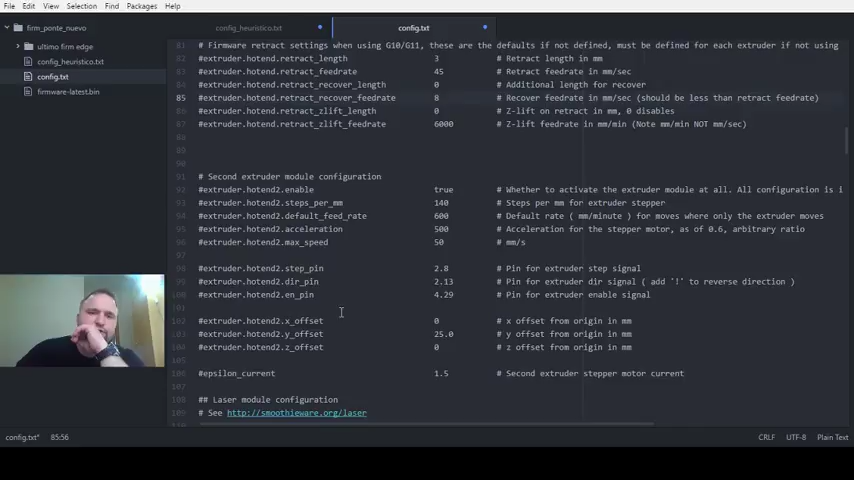 File Edit View Selection Find Packages Help
firm_ponte_nuevo
ultimo firm edge
config_heuristico.txt
config.txt
firmware-latest.bin
config_heuristico.txt
config.txt
81 # Firmware retract settings when using G10/G11, these are the defaults if not defined, must be defined for each extruder if not using
82 #extruder.hotend.retract_length 3 # Retract length in mm
83 #extruder.hotend.retract_feedrate 45 # Retract feedrate in mm/sec
84 #extruder.hotend.retract_recover_length 0 # Additional length for recover
85 #extruder.hotend.retract_recover_feedrate 8 # Recover feedrate in mm/sec (should be less than retract feedrate)
86 #extruder.hotend.retract_zlift_length 0 # Z-lift on retract in mm, 0 disables
87 #extruder.hotend.retract_zlift_feedrate 6000 # Z-lift feedrate in mm/min (Note mm/min NOT mm/sec)
88
89
90
91 # Second extruder module configuration
92 #extruder.hotend2.enable true # Whether to activate the extruder module at all. All configuration is i
93 #extruder.hotend2.steps_per_mm 140 # Steps per mm for extruder stepper
94 #extruder.hotend2.default_feed_rate 600 # Default rate ( mm/minute ) for moves where only the extruder moves
95 #extruder.hotend2.acceleration 500 # Acceleration for the stepper motor, as of 0.6, arbitrary ratio
96 #extruder.hotend2.max_speed 50 # mm/s
97
98 #extruder.hotend2.step_pin 2.8 # Pin for extruder step signal
99 #extruder.hotend2.dir_pin 2.13 # Pin for extruder dir signal ( add '!' to reverse direction )
100 #extruder.hotend2.en_pin 4.29 # Pin for extruder enable signal
101
102 #extruder.hotend2.x_offset 0 # x offset from origin in mm
103 #extruder.hotend2.y_offset 25.0 # y offset from origin in mm
104 #extruder.hotend2.z_offset 0 # z offset from origin in mm
105
106 #epsilon_current 1.5 # Second extruder stepper motor current
107
108 ## Laser module configuration
109 # See http://smoothieware.org/laser
config.txt* 85:56 CRLF UTF-8 Plain Text